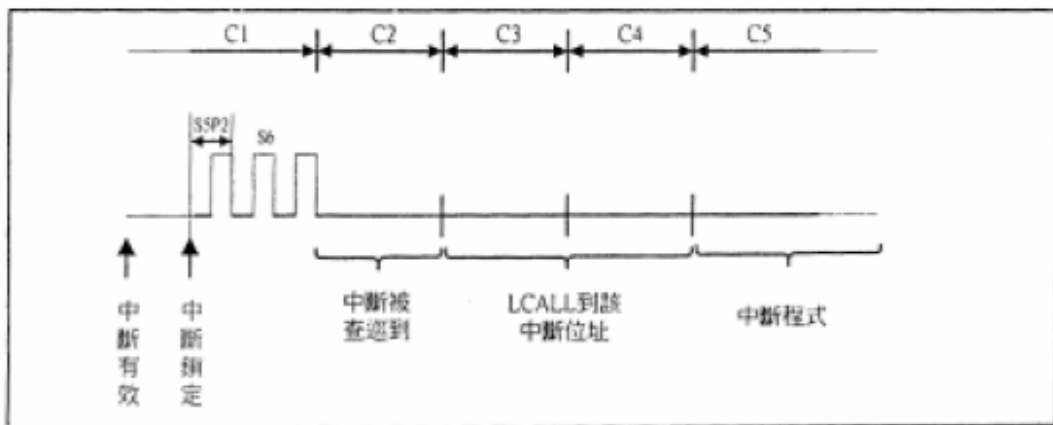 C1 C2 C3 C4 C5
S5P2 S6
中斷有效
中斷鎖定
中斷被
查巡到
LCALL到該
中斷位址
中斷程式